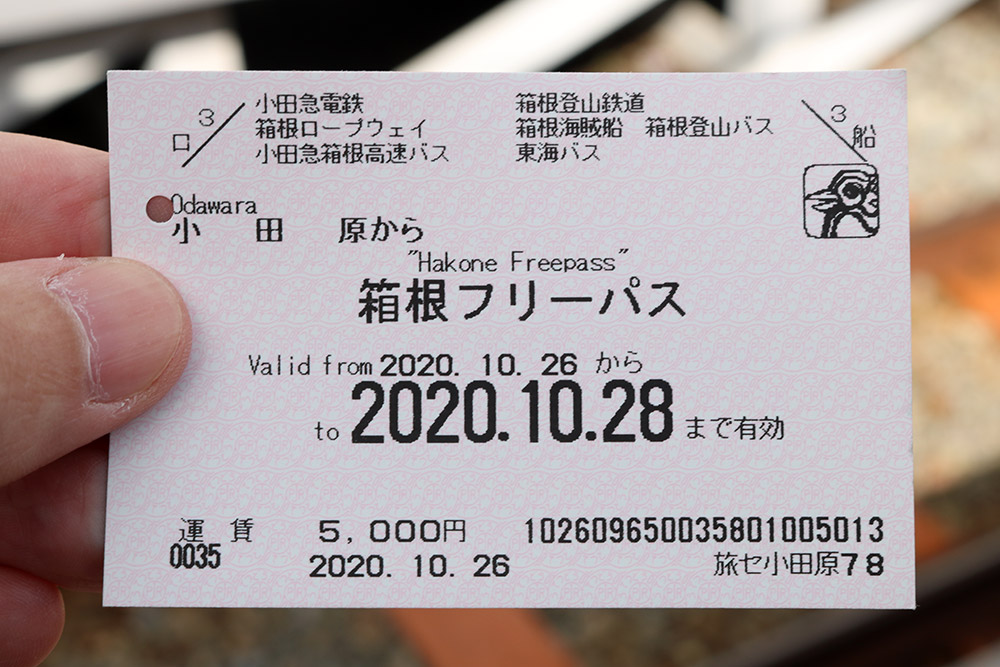 3 小田急電鉄 箱根登山鉄道 3
ロ 箱根ロープウェイ 箱根海賊船 箱根登山バス 船
小田急箱根高速バス 東海バス
Odawara
小 田 原から
"Hakone Freepass"
箱根フリーパス
Valid from 2020. 10. 26 から
to 2020.10.28 まで有効
運 賃 5,000円 102609650035801005013
0035 2020. 10. 26 旅セ小田原78